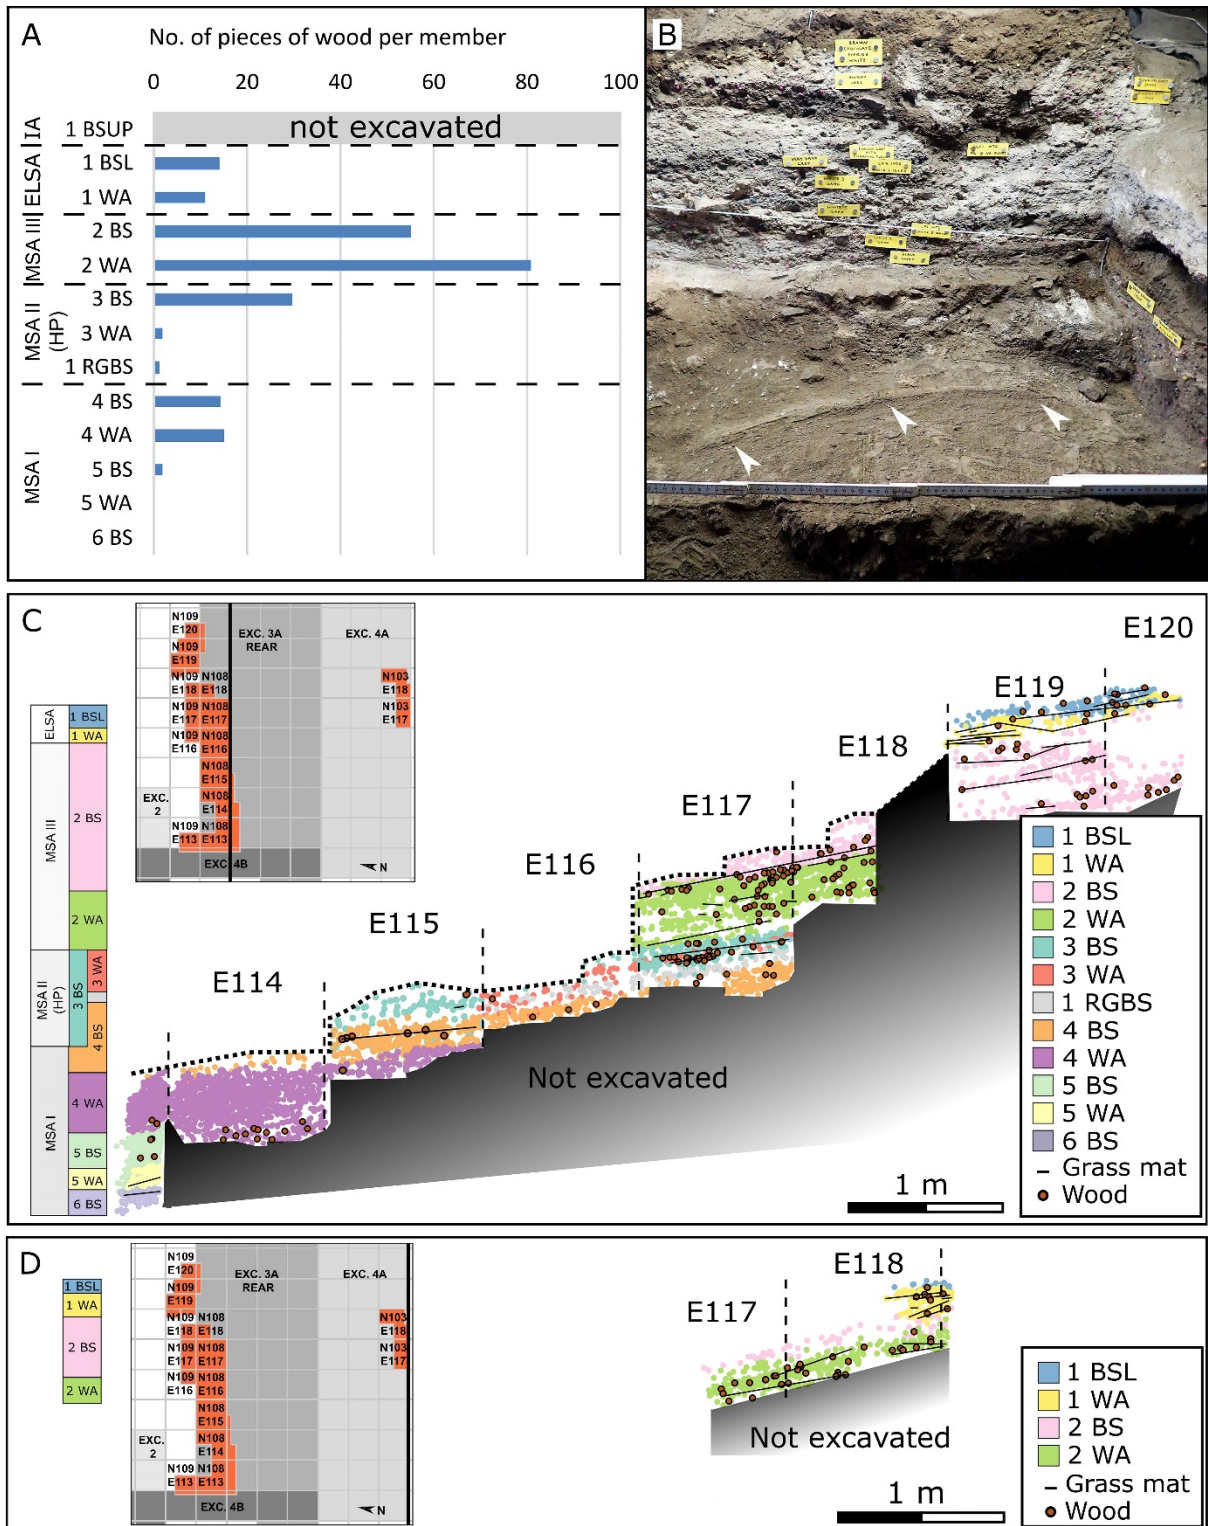 A
No. of pieces of wood per member
0 20 40 60 80 100
IA
1 BSUP
not excavated
ELSA
1 BSL
1 WA
MSA III
2 BS
2 WA
MSA II
(HP)
3 BS
3 WA
1 RGBS
MSA I
4 BS
4 WA
5 BS
5 WA
6 BS
B
C
N109
E120
N109
E119
N109 N108
E118 E118
N109 N108
E117 E117
N109 N108
E116 E116
N108
E115
N108
E114
N109 N108
E113 E113
EXC. 3A
REAR
EXC. 4A
N103
E118
N103
E117
EXC.
2
EXC. 4B
N
ELSA
MSA III
MSA II
(HP)
MSA I
1 BSL
1 WA
2 BS
2 WA
3 BS
3 WA
4 BS
4 WA
5 BS
5 WA
6 BS
E114
E115
E116
E117
E118
E119
E120
Not excavated
1 m
1 BSL
1 WA
2 BS
2 WA
3 BS
3 WA
1 RGBS
4 BS
4 WA
5 BS
5 WA
6 BS
Grass mat
Wood
D
1 BSL
1 WA
2 BS
2 WA
N109
E120
N109
E119
N109 N108
E118 E118
N109 N108
E117 E117
N109 N108
E116 E116
N108
E115
N108
E114
N109 N108
E113 E113
EXC. 3A
REAR
EXC. 4A
N103
E118
N103
E117
EXC.
2
EXC. 4B
N
E117
E118
Not excavated
1 m
1 BSL
1 WA
2 BS
2 WA
Grass mat
Wood